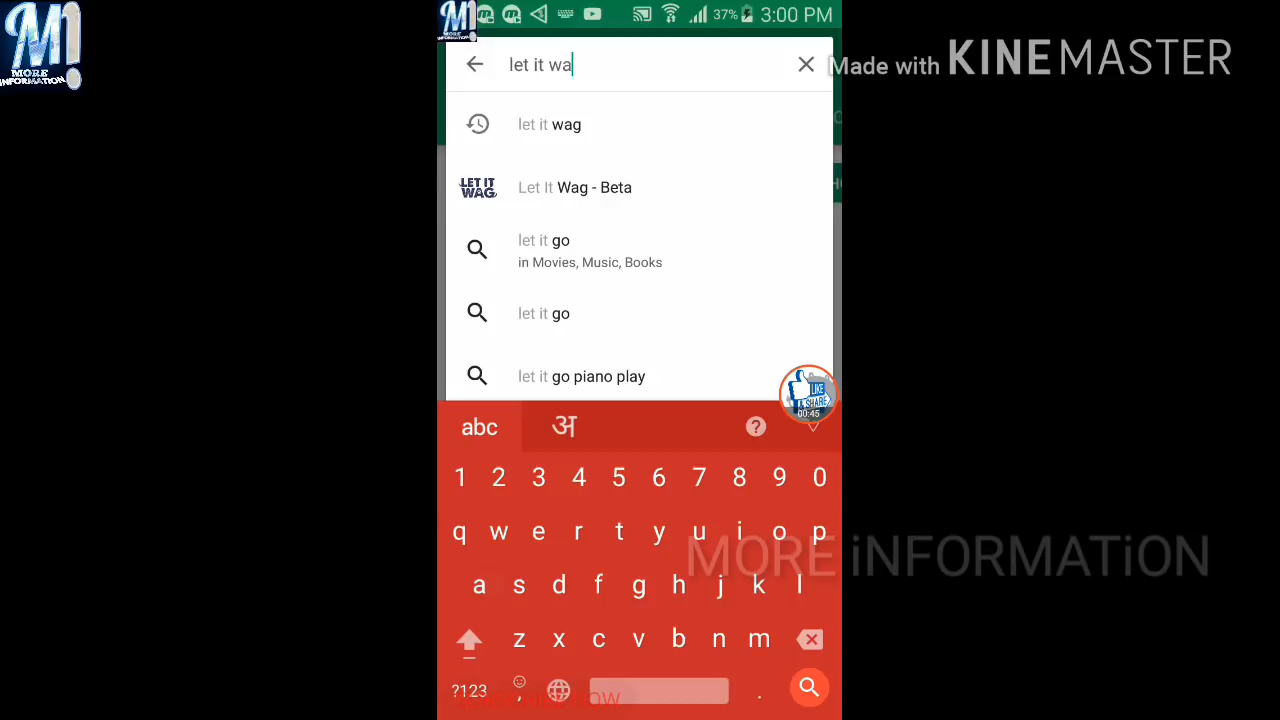 M!
MORE
INFORMATION
M!
MORE
INFORMATION
37%
3:00 PM
let it wa
Made with KINEMASTER
let it wag
LET IT
WAG
Let It Wag - Beta
let it go
in Movies, Music, Books
let it go
let it go piano play
LIKE
& SHARE
00:45
abc
अ
?
1 2 3 4 5 6 7 8 9 0
q w e r t y u i o p
MORE iNFORMATiON
a s d f g h j k l
z x c v b n m
?123 , .